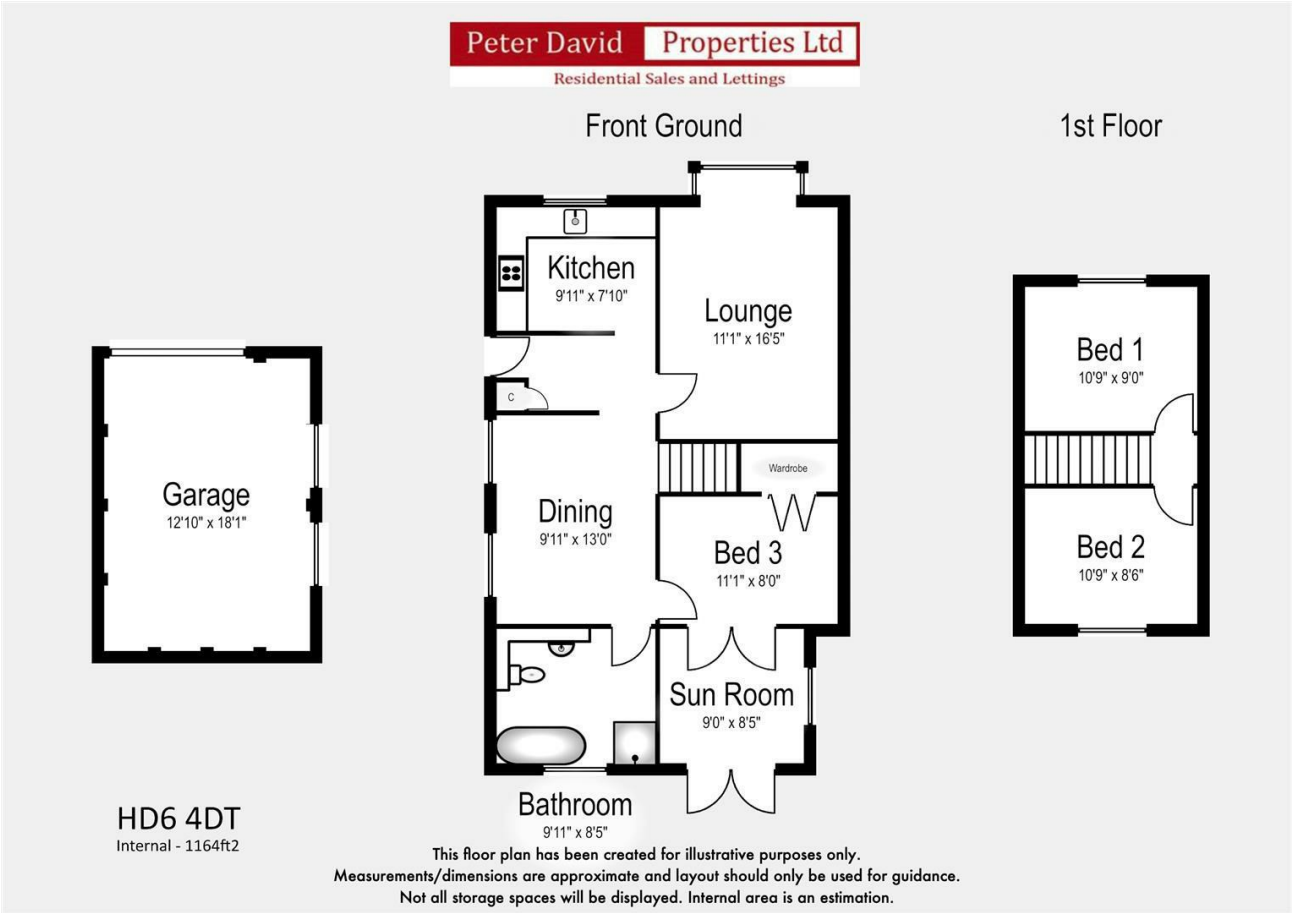 Peter David Properties Ltd
Residential Sales and Lettings
Front Ground
1st Floor
Kitchen
9'11" x 7'10"
Lounge
11'1" x 16'5"
C
Wardrobe
Dining
9'11" x 13'0"
Bed 3
11'1" x 8'0"
Sun Room
9'0" x 8'5"
Bathroom
9'11" x 8'5"
Garage
12'10" x 18'1"
Bed 1
10'9" x 9'0"
Bed 2
10'9" x 8'6"
HD6 4DT
Internal - 1164ft2
This floor plan has been created for illustrative purposes only.
Measurements/dimensions are approximate and layout should only be used for guidance.
Not all storage spaces will be displayed. Internal area is an estimation.